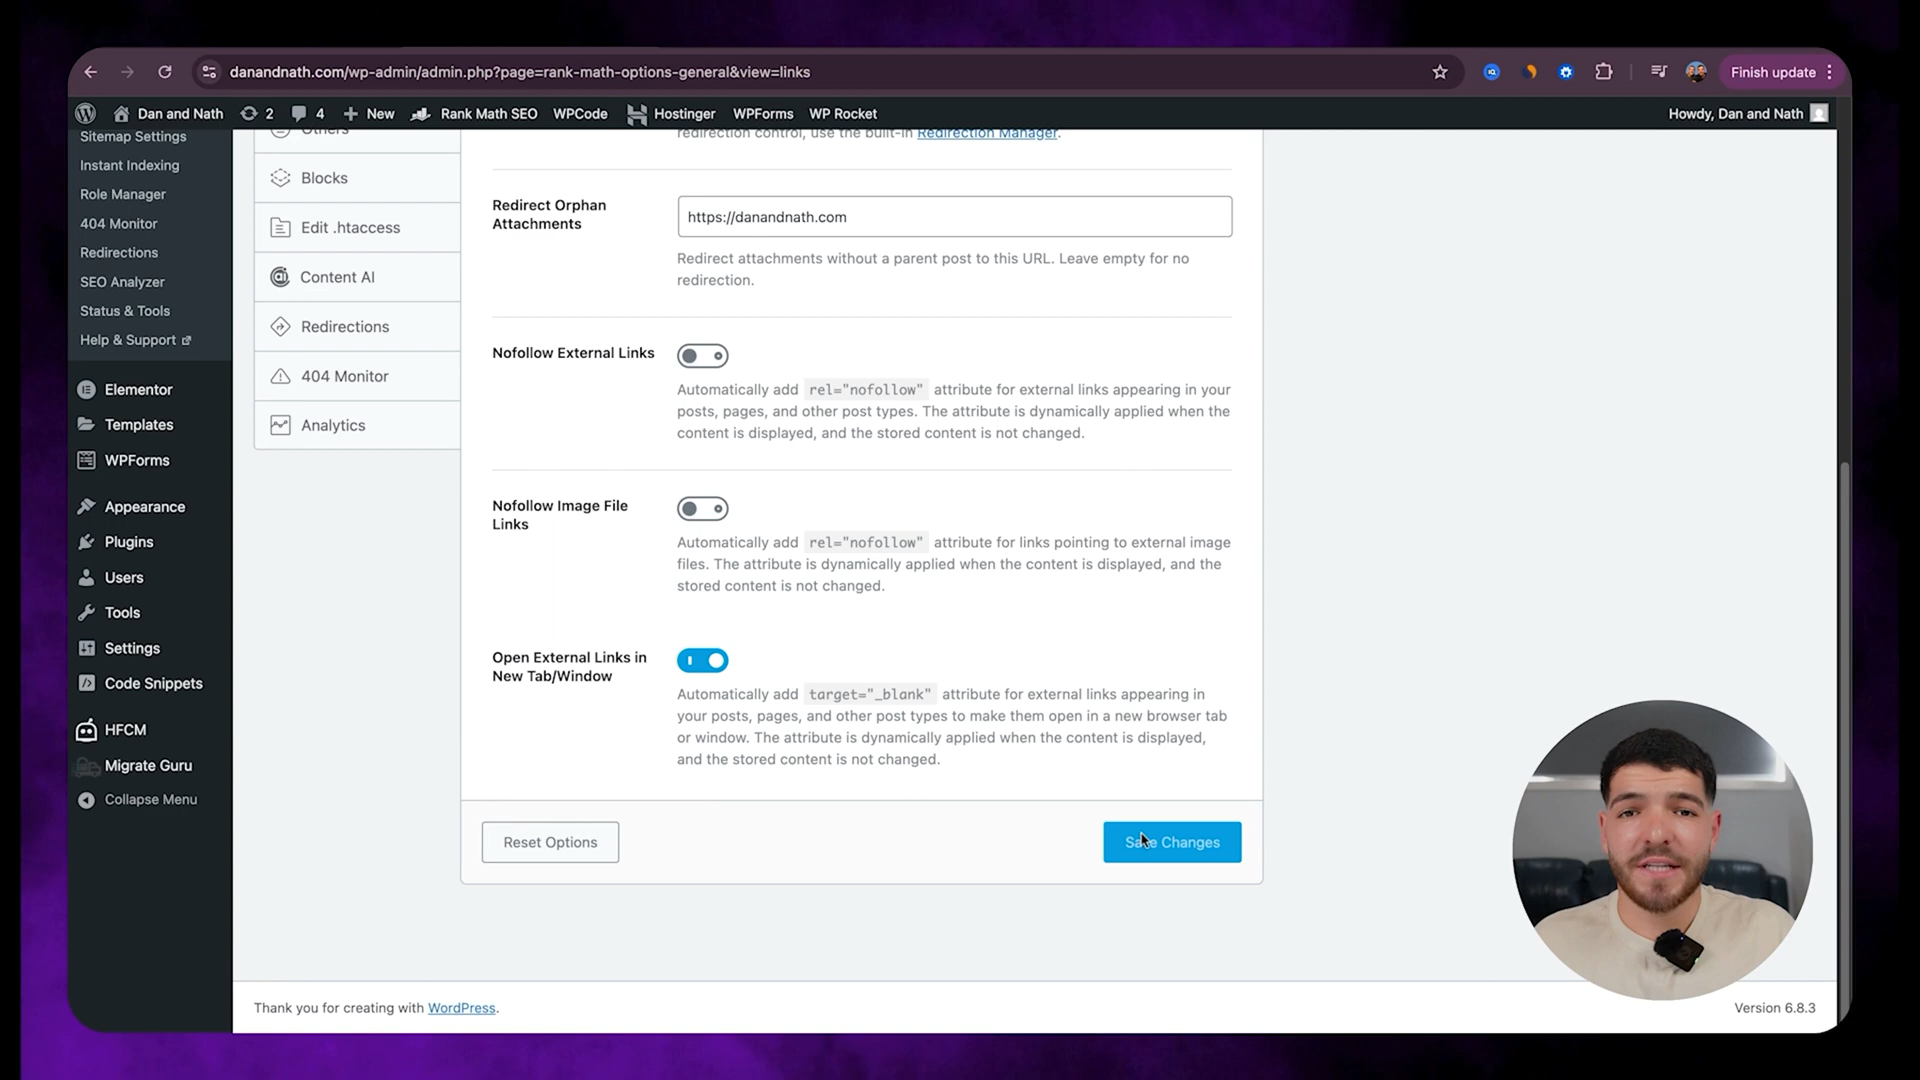 danandnath.com/wp-admin/admin.php?page=rank-math-options-general&view=links
Finish update
Dan and Nath
2
4
New
Rank Math SEO
WPCode
Hostinger
WPForms
WP Rocket
Howdy, Dan and Nath
Sitemap Settings
Instant Indexing
Role Manager
404 Monitor
Redirections
SEO Analyzer
Status & Tools
Help & Support
Elementor
Templates
WPForms
Appearance
Plugins
Users
Tools
Settings
Code Snippets
HFCM
Migrate Guru
Collapse Menu
Others
Blocks
Edit .htaccess
Content AI
Redirections
404 Monitor
Analytics
redirection control, use the built-in Redirection Manager.
Redirect Orphan
Attachments
https://danandnath.com
Redirect attachments without a parent post to this URL. Leave empty for no
redirection.
Nofollow External Links
Automatically add rel="nofollow" attribute for external links appearing in your
posts, pages, and other post types. The attribute is dynamically applied when the
content is displayed, and the stored content is not changed.
Nofollow Image File
Links
Automatically add rel="nofollow" attribute for links pointing to external image
files. The attribute is dynamically applied when the content is displayed, and the
stored content is not changed.
Open External Links in
New Tab/Window
Automatically add target="_blank" attribute for external links appearing in
your posts, pages, and other post types to make them open in a new browser tab
or window. The attribute is dynamically applied when the content is displayed,
and the stored content is not changed.
Reset Options
Save Changes
Thank you for creating with WordPress.
Version 6.8.3